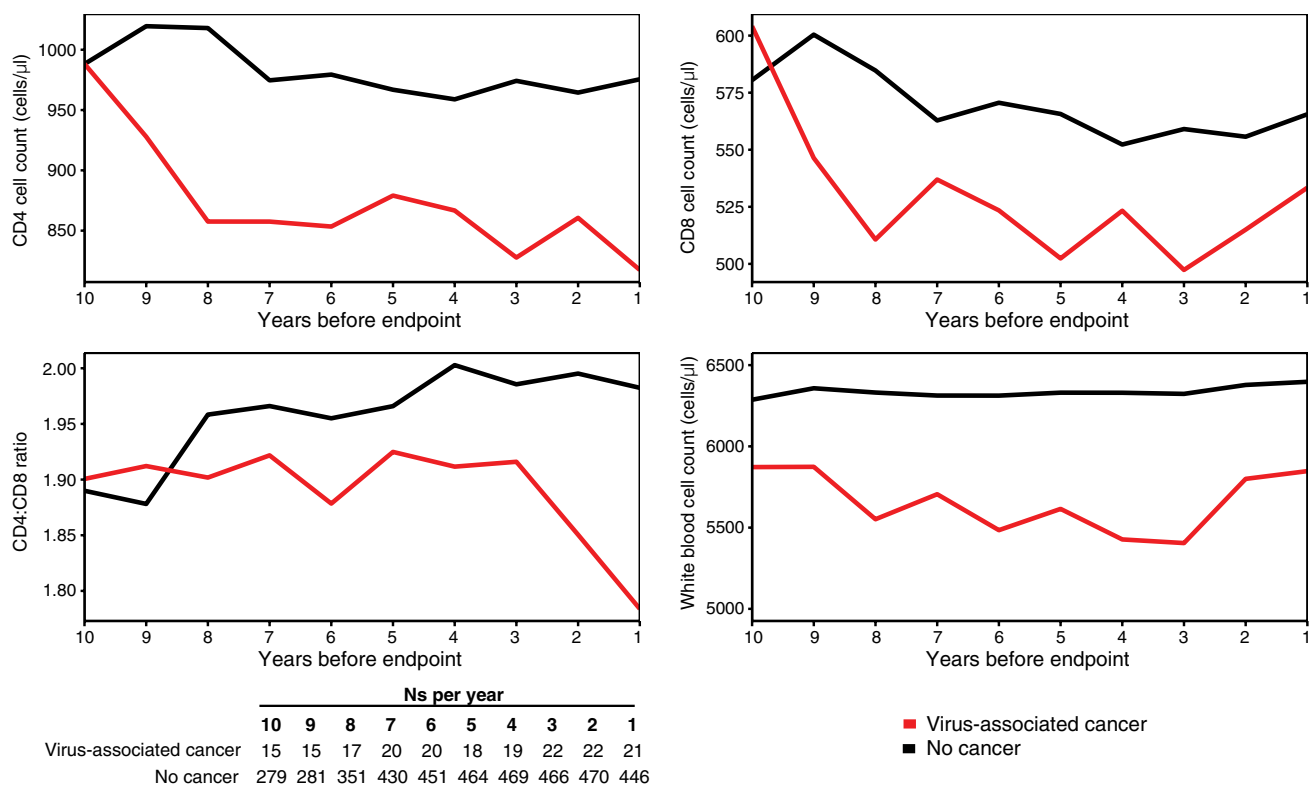 CD4 cell count (cells/µl)
1000
950
900
850
10 9 8 7 6 5 4 3 2 1
Years before endpoint
CD8 cell count (cells/µl)
600
575
550
525
500
10 9 8 7 6 5 4 3 2 1
Years before endpoint
CD4:CD8 ratio
2.00
1.95
1.90
1.85
1.80
10 9 8 7 6 5 4 3 2 1
Years before endpoint
White blood cell count (cells/µl)
6500
6000
5500
5000
10 9 8 7 6 5 4 3 2 1
Years before endpoint
Ns per year
10 9 8 7 6 5 4 3 2 1
Virus-associated cancer 15 15 17 20 20 18 19 22 22 21
No cancer 279 281 351 430 451 464 469 466 470 446
Virus-associated cancer
No cancer